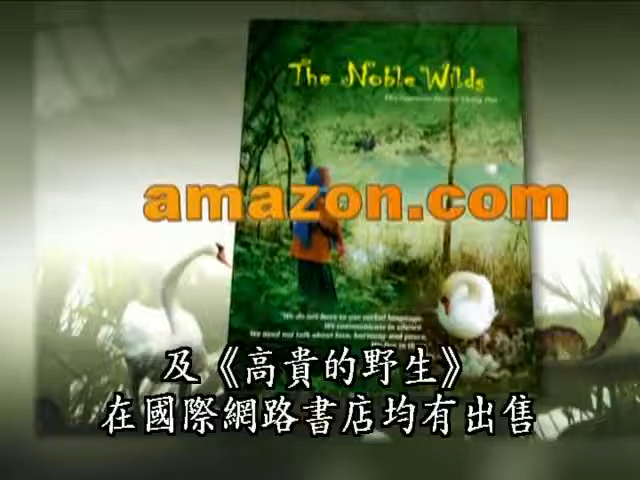 The Noble Wilds
amazon.com
"We do not have to use verbal language.
We communicate in silence
We need not talk about love, harmony and peace.
及《高貴的野生》
在國際網路書店均有出售